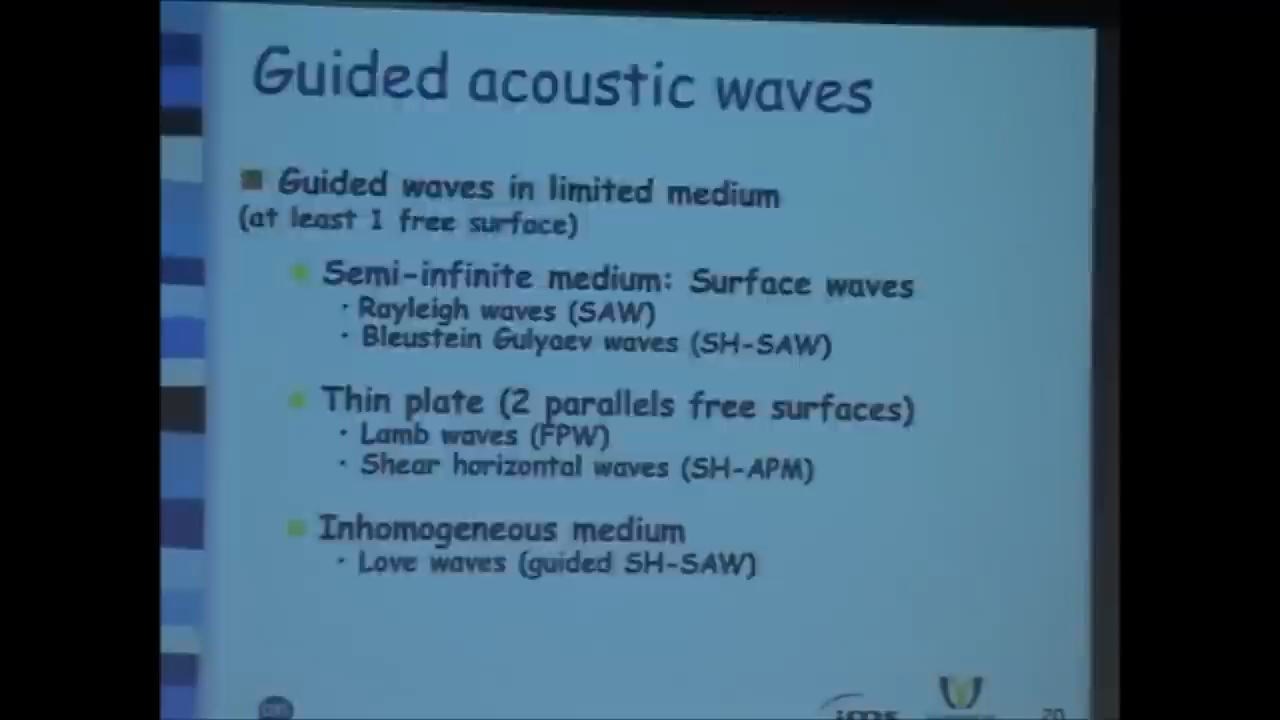 Guided acoustic waves
Guided waves in limited medium
(at least 1 free surface)
Semi-infinite medium: Surface waves
· Rayleigh waves (SAW)
· Bleustein Gulyaev waves (SH-SAW)
Thin plate (2 parallels free surfaces)
· Lamb waves (FPW)
· Shear horizontal waves (SH-APM)
Inhomogeneous medium
· Love waves (guided SH-SAW)
20